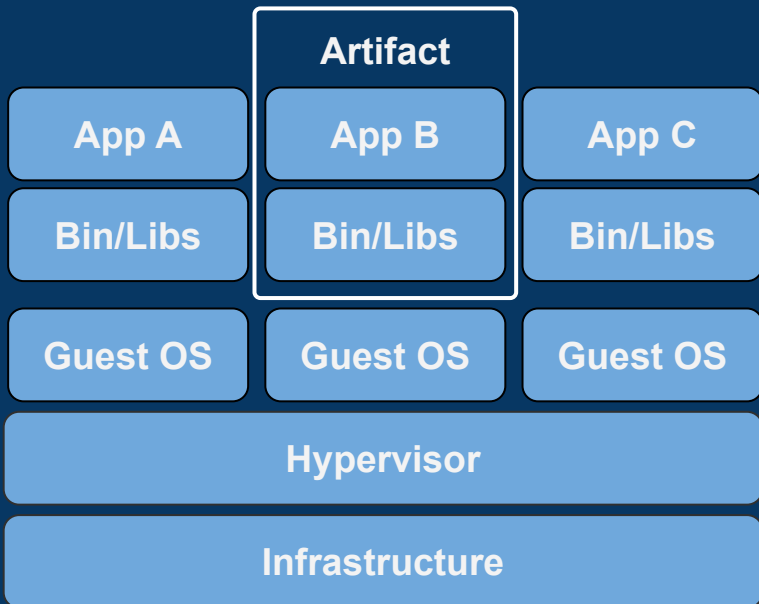 Artifact
App A
App B
App C
Bin/Libs
Bin/Libs
Bin/Libs
Guest OS
Guest OS
Guest OS
Hypervisor
Infrastructure